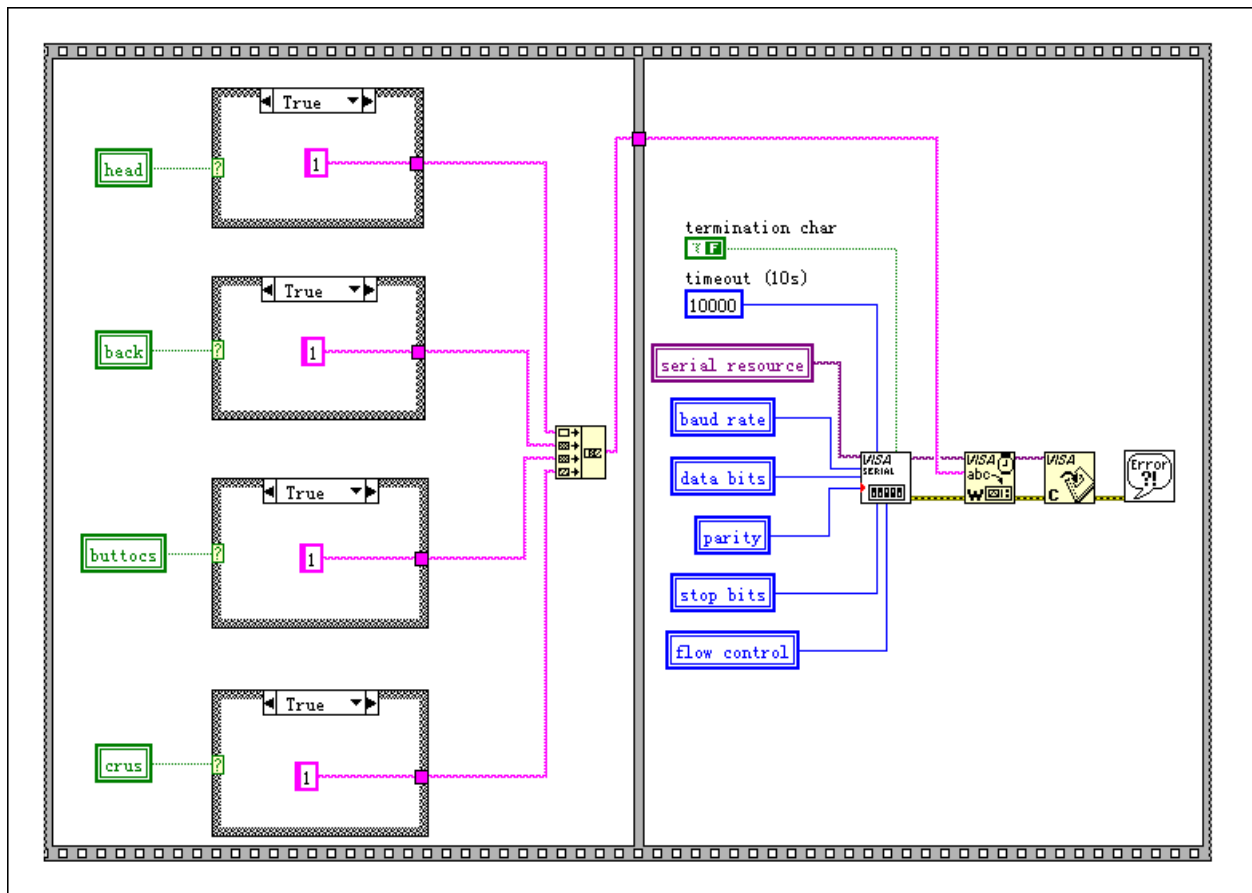 True
1
head
True
1
back
True
1
buttocs
True
1
crus
termination char
F
timeout (10s)
10000
serial resource
baud rate
data bits
parity
stop bits
flow control
VISA
SERIAL
VISA
abc
W
VISA
C
Error
?!